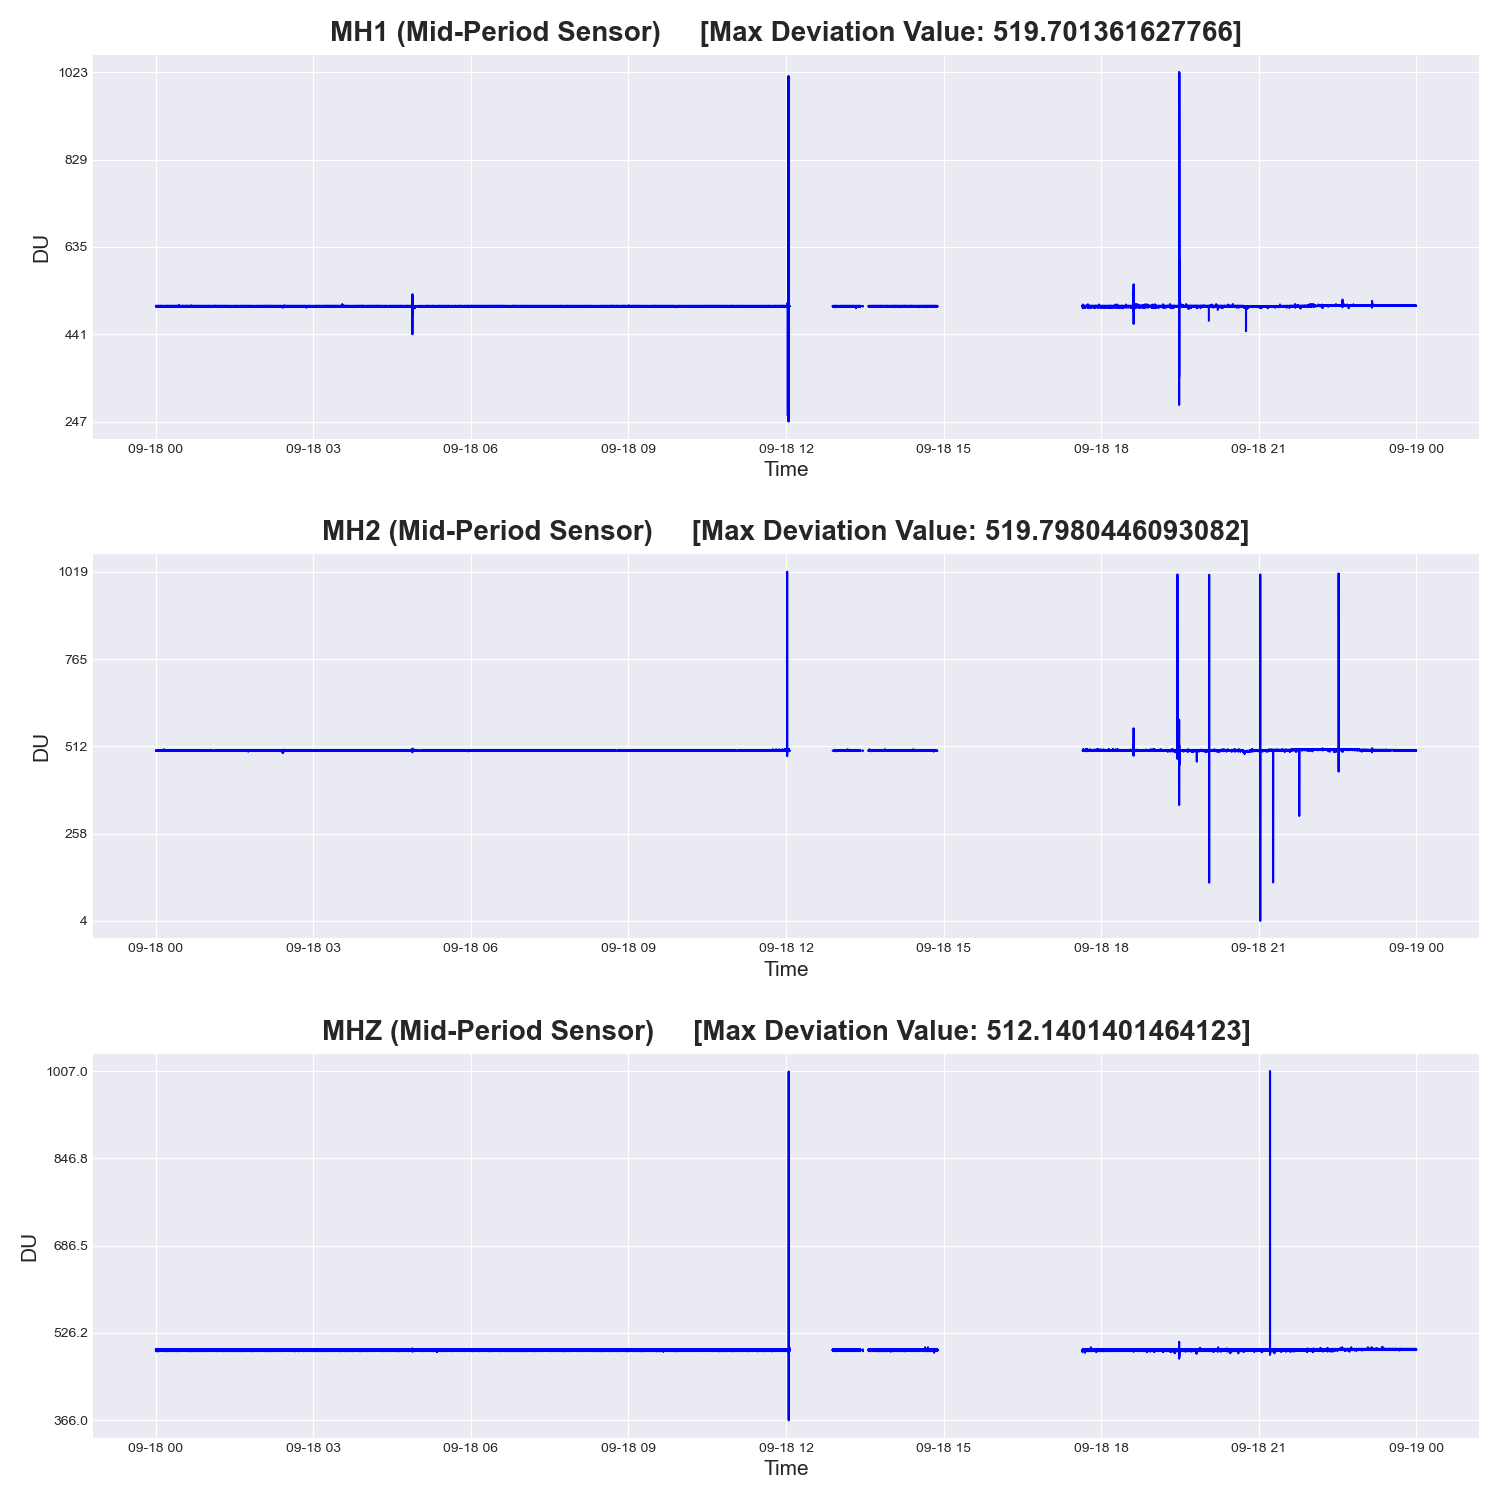 MH1 (Mid-Period Sensor) [Max Deviation Value: 519.701361627766]
1023
829
635
441
247
DU
09-18 00 09-18 03 09-18 06 09-18 09 09-18 12 09-18 15 09-18 18 09-18 21 09-19 00
Time
MH2 (Mid-Period Sensor) [Max Deviation Value: 519.7980446093082]
1019
765
512
258
4
DU
09-18 00 09-18 03 09-18 06 09-18 09 09-18 12 09-18 15 09-18 18 09-18 21 09-19 00
Time
MHZ (Mid-Period Sensor) [Max Deviation Value: 512.1401401464123]
1007.0
846.8
686.5
526.2
366.0
DU
09-18 00 09-18 03 09-18 06 09-18 09 09-18 12 09-18 15 09-18 18 09-18 21 09-19 00
Time